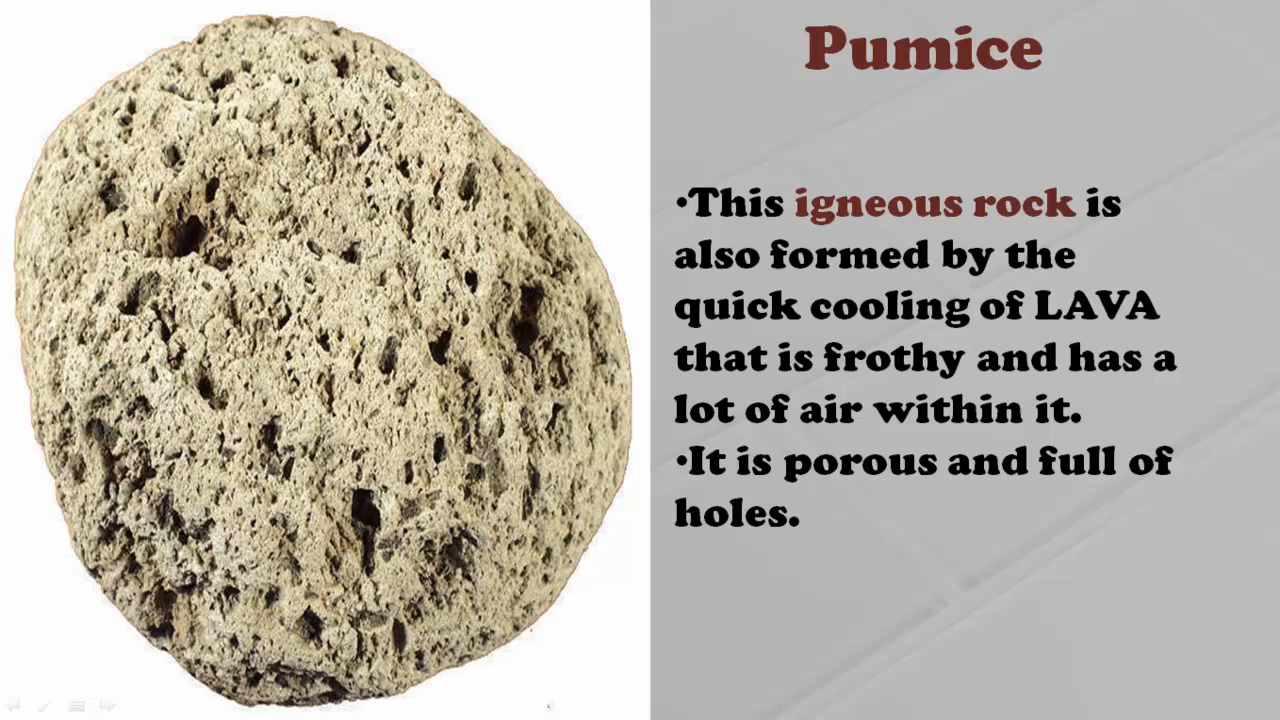 Pumice
•This igneous rock is
also formed by the
quick cooling of LAVA
that is frothy and has a
lot of air within it.
•It is porous and full of
holes.